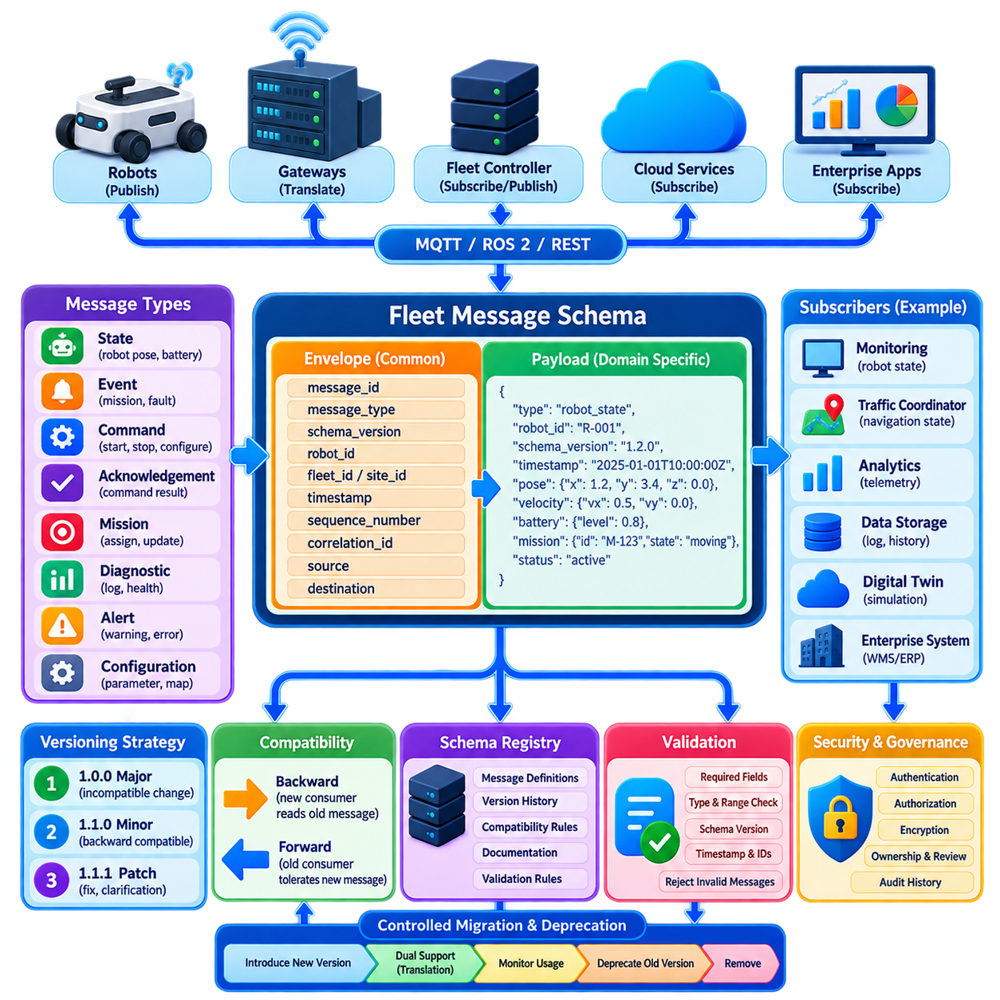 Robots
(Publish)
Gateways
(Translate)
Fleet Controller
(Subscribe/Publish)
Cloud Services
(Subscribe)
Enterprise Apps
(Subscribe)
MQTT / ROS 2 / REST
Message Types
State
(robot pose, battery)
Event
(mission, fault)
Command
(start, stop, configure)
Acknowledgement
(command result)
Mission
(assign, update)
Diagnostic
(log, health)
Alert
(warning, error)
Configuration
(parameter, map)
Fleet Message Schema
Envelope (Common)
message_id
message_type
schema_version
robot_id
fleet_id / site_id
timestamp
sequence_number
correlation_id
source
destination
Payload (Domain Specific)
{
"type": "robot_state",
"robot_id": "R-001",
"schema_version": "1.2.0",
"timestamp": "2025-01-01T10:00:00Z",
"pose": {"x": 1.2, "y": 3.4, "z": 0.0},
"velocity": {"vx": 0.5, "vy": 0.0},
"battery": {"level": 0.8},
"mission": {"id": "M-123","state": "moving"},
"status": "active"
}
Subscribers (Example)
Monitoring
(robot state)
Traffic Coordinator
(navigation state)
Analytics
(telemetry)
Data Storage
(log, history)
Digital Twin
(simulation)
Enterprise System
(WMS/ERP)
Versioning Strategy
1
1.0.0 Major
(incompatible change)
2
1.1.0 Minor
(backward compatible)
3
1.1.1 Patch
(fix, clarification)
Compatibility
Backward
(new consumer
reads old message)
Forward
(old consumer
tolerates new message)
Schema Registry
Message Definitions
Version History
Compatibility Rules
Documentation
Validation Rules
Validation
Required Fields
Type & Range Check
Schema Version
Timestamp & IDs
Reject Invalid Messages
Security & Governance
Authentication
Authorization
Encryption
Ownership & Review
Audit History
Controlled Migration & Deprecation
Introduce New Version
Dual Support
(Translation)
Monitor Usage
Deprecate Old Version
Remove